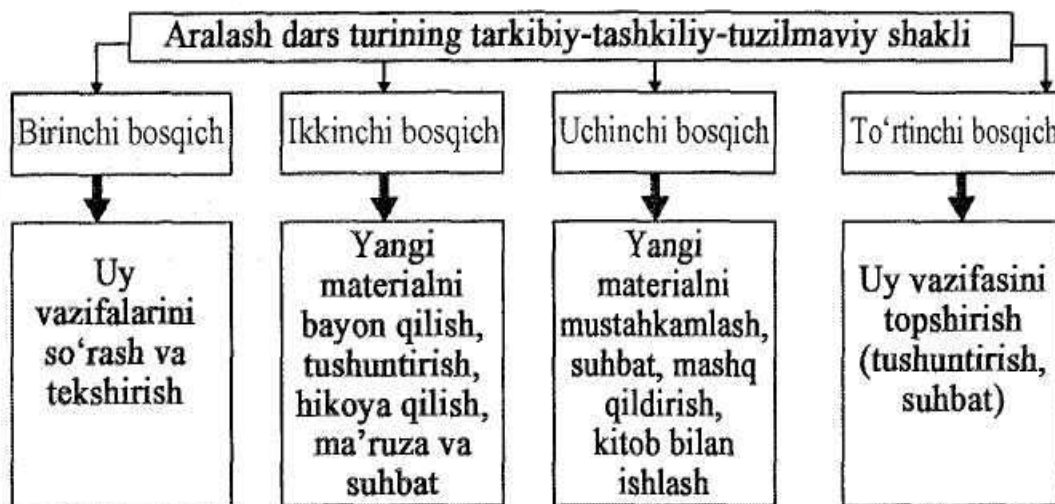 Aralash dars turining tarkibiy-tashkiliy-tuzilmaviy shakli
Birinchi bosqich
Ikkinchi bosqich
Uchinchi bosqich
To‘rtinchi bosqich
Uy
vazifalarini
so‘rash va
tekshirish
Yangi
materialni
bayon qilish,
tushuntirish,
hikoya qilish,
ma’ruza va
suhbat
Yangi
materialni
mustahkamlash,
suhbat, mashq
qildirish,
kitob bilan
ishlash
Uy vazifasini
topshirish
(tushuntirish,
suhbat)